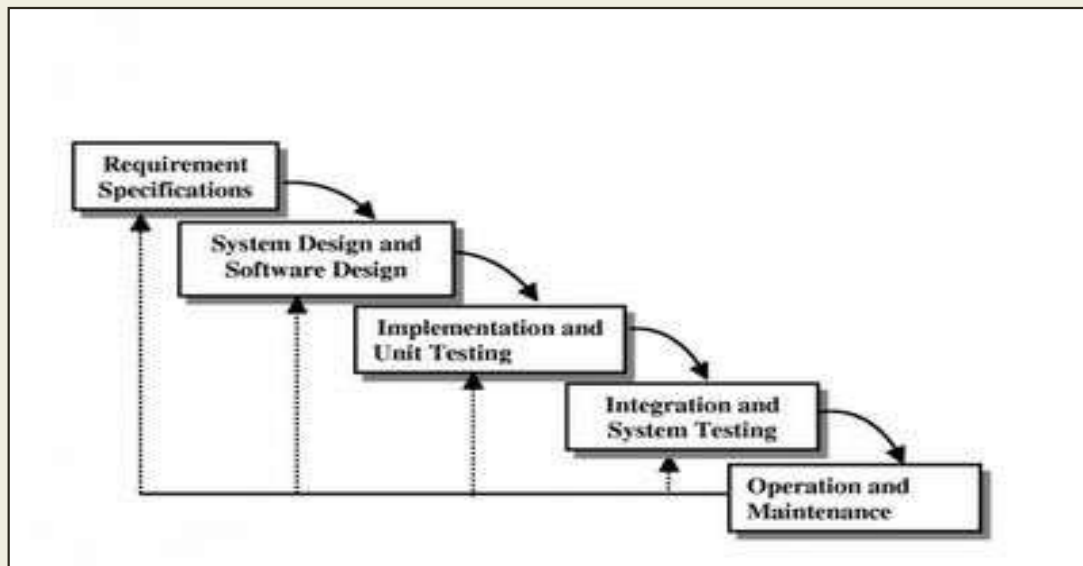 Requirement
Specifications
System Design and
Software Design
Implementation and
Unit Testing
Integration and
System Testing
Operation and
Maintenance